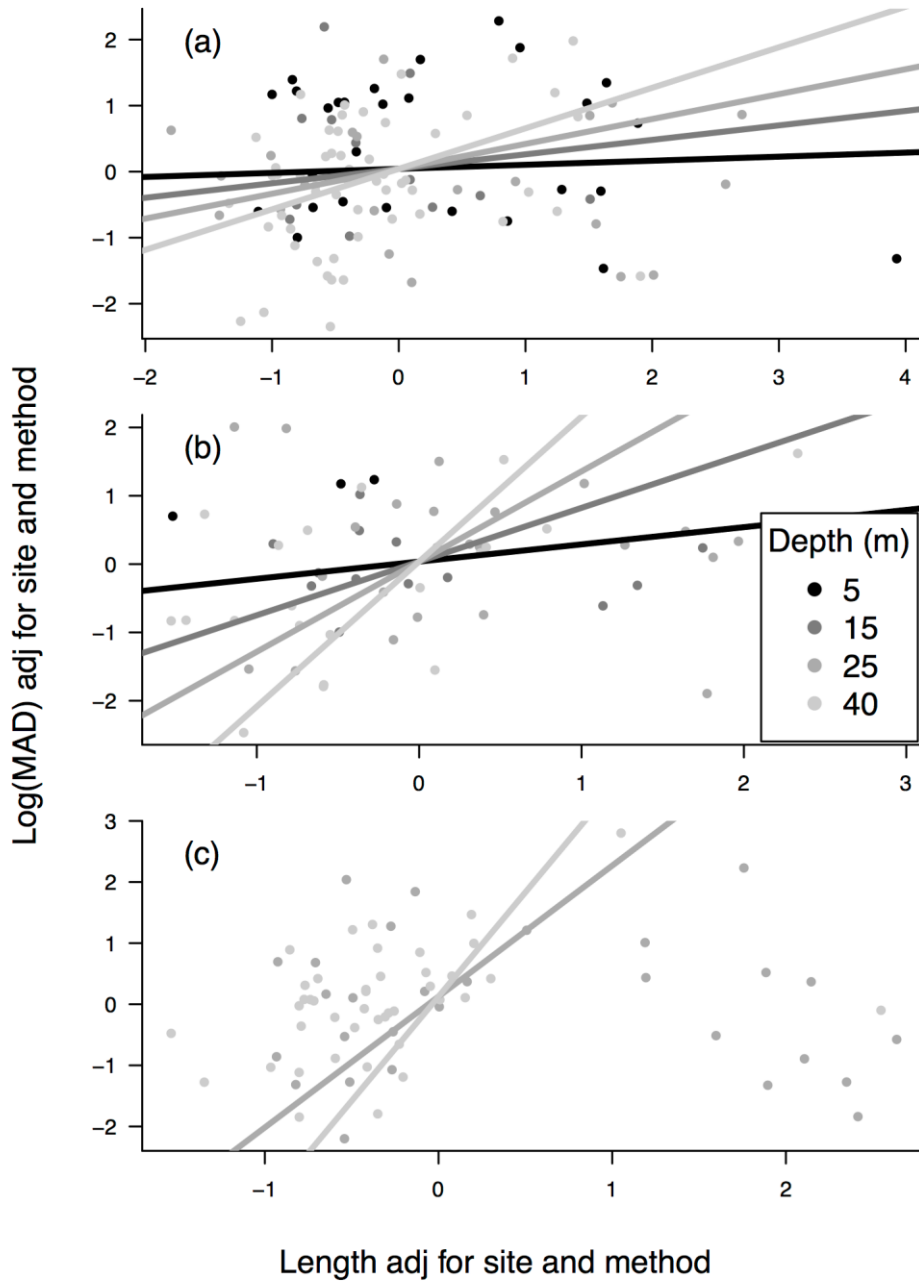 (a)
2
1
0
−1
−2
−2 −1 0 1 2 3 4
(b)
2
1
0
−1
−2
Depth (m)
5
15
25
40
−1 0 1 2 3
(c)
3
2
1
0
−1
−2
−1 0 1 2
Log(MAD) adj for site and method
Length adj for site and method